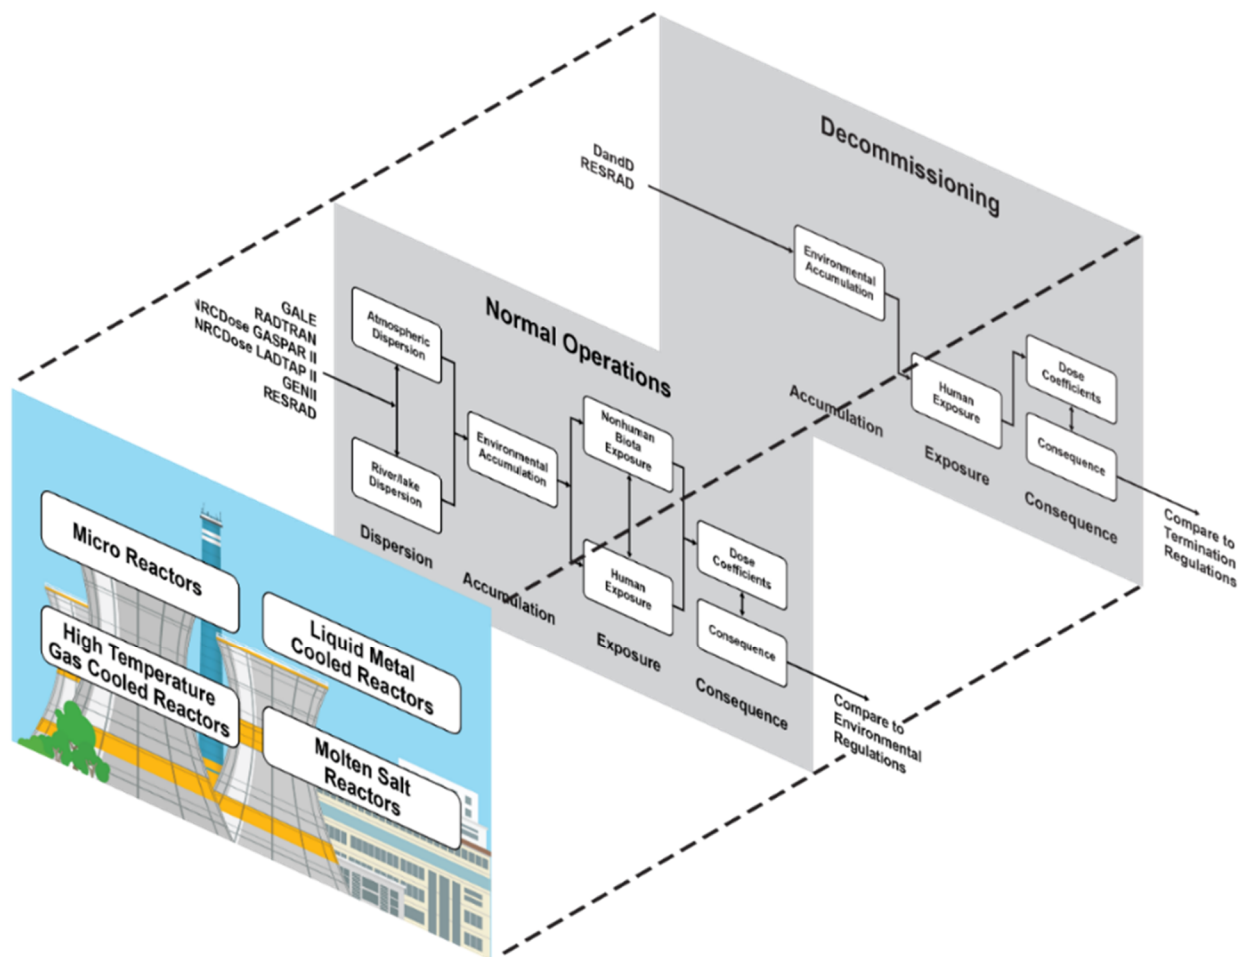 Decommissioning
DandD
RESRAD
Environmental
Accumulation
Human
Exposure
Dose
Coefficients
Consequence
Accumulation
Exposure
Consequence
Compare to
Termination
Regulations
Normal Operations
GALE
RADTRAN
NRCDose GASPAR II
NRCDose LADTAP II
GENII
RESRAD
Atmospheric
Dispersion
River/lake
Dispersion
Environmental
Accumulation
Nonhuman
Biota
Exposure
Human
Exposure
Dose
Coefficients
Consequence
Dispersion
Accumulation
Exposure
Consequence
Compare to
Environmental
Regulations
Micro Reactors
High Temperature
Gas Cooled Reactors
Liquid Metal
Cooled Reactors
Molten Salt
Reactors